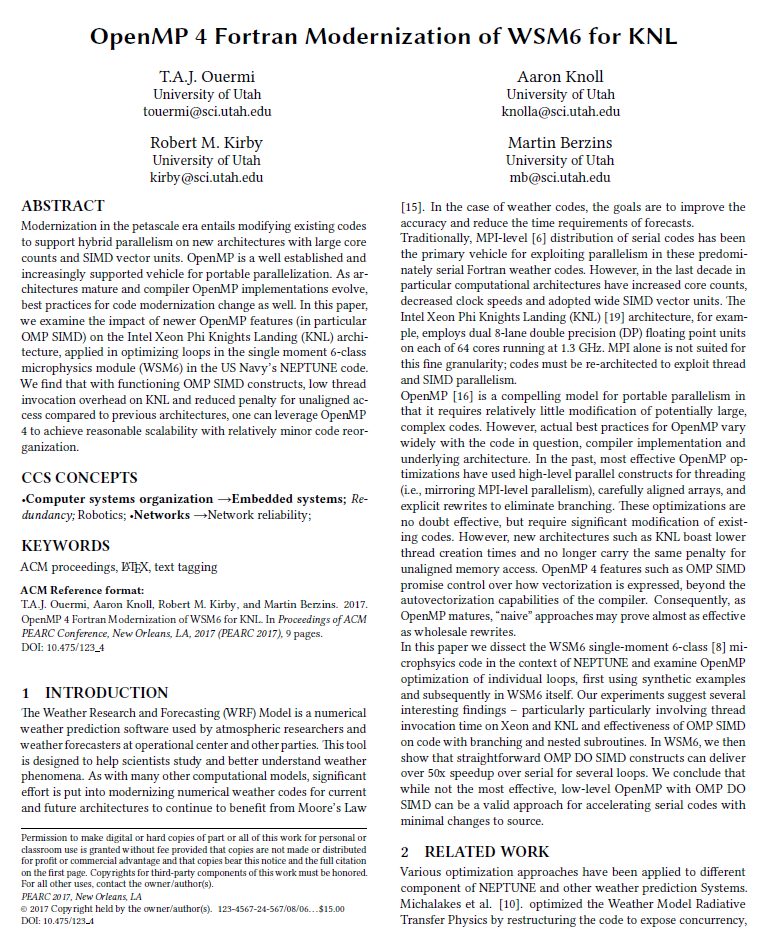 OpenMP 4 Fortran Modernization of WSM6 for KNL
T.A.J. Ouermi
University of Utah
touermi@sci.utah.edu
Aaron Knoll
University of Utah
knolla@sci.utah.edu
Robert M. Kirby
University of Utah
kirby@sci.utah.edu
Martin Berzins
University of Utah
mb@sci.utah.edu
ABSTRACT
Modernization in the petascale era entails modifying existing codes
to support hybrid parallelism on new architectures with large core
counts and SIMD vector units. OpenMP is a well established and
increasingly supported vehicle for portable parallelization. As ar-
chitectures mature and compiler OpenMP implementations evolve,
best practices for code modernization change as well. In this paper,
we examine the impact of newer OpenMP features (in particular
OMP SIMD) on the Intel Xeon Phi Knights Landing (KNL) archi-
tecture, applied in optimizing loops in the single moment 6-class
microphysics module (WSM6) in the US Navy's NEPTUNE code.
We find that with functioning OMP SIMD constructs, low thread
invocation overhead on KNL and reduced penalty for unaligned ac-
cess compared to previous architectures, one can leverage OpenMP
4 to achieve reasonable scalability with relatively minor code reor-
ganization.
CCS CONCEPTS
•Computer systems organization →Embedded systems; Re-
dundancy; Robotics; •Networks →Network reliability;
KEYWORDS
ACM proceedings, LATEX, text tagging
ACM Reference format:
T.A.J. Ouermi, Aaron Knoll, Robert M. Kirby, and Martin Berzins. 2017.
OpenMP 4 Fortran Modernization of WSM6 for KNL. In Proceedings of ACM
PEARC Conference, New Orleans, LA, 2017 (PEARC 2017), 9 pages.
DOI: 10.475/123_4
1 INTRODUCTION
The Weather Research and Forecasting (WRF) Model is a numerical
weather prediction software used by atmospheric researchers and
weather forecasters at operational center and other parties. This tool
is designed to help scientists study and better understand weather
phenomena. As with many other computational models, significant
effort is put into modernizing numerical weather codes for current
and future architectures to continue to benefit from Moore's Law
Permission to make digital or hard copies of part or all of this work for personal or
classroom use is granted without fee provided that copies are not made or distributed
for profit or commercial advantage and that copies bear this notice and the full citation
on the first page. Copyrights for third-party components of this work must be honored.
For all other uses, contact the owner/author(s).
PEARC 2017, New Orleans, LA
© 2017 Copyright held by the owner/author(s). 123-4567-24-567/08/06...$15.00
DOI: 10.475/123_4
[15]. In the case of weather codes, the goals are to improve the
accuracy and reduce the time requirements of forecasts.
Traditionally, MPI-level [6] distribution of serial codes has been
the primary vehicle for exploiting parallelism in these predomi-
nately serial Fortran weather codes. However, in the last decade in
particular computational architectures have increased core counts,
decreased clock speeds and adopted wide SIMD vector units. The
Intel Xeon Phi Knights Landing (KNL) [19] architecture, for exam-
ple, employs dual 8-lane double precision (DP) floating point units
on each of 64 cores running at 1.3 GHz. MPI alone is not suited for
this fine granularity; codes must be re-architected to exploit thread
and SIMD parallelism.
OpenMP [16] is a compelling model for portable parallelism in
that it requires relatively little modification of potentially large,
complex codes. However, actual best practices for OpenMP vary
widely with the code in question, compiler implementation and
underlying architecture. In the past, most effective OpenMP op-
timizations have used high-level parallel constructs for threading
(i.e., mirroring MPI-level parallelism), carefully aligned arrays, and
explicit rewrites to eliminate branching. These optimizations are
no doubt effective, but require significant modification of exist-
ing codes. However, new architectures such as KNL boast lower
thread creation times and no longer carry the same penalty for
unaligned memory access. OpenMP 4 features such as OMP SIMD
promise control over how vectorization is expressed, beyond the
autovectorization capabilities of the compiler. Consequently, as
OpenMP matures, "naive" approaches may prove almost as effective
as wholesale rewrites.
In this paper we dissect the WSM6 single-moment 6-class [8] mi-
crophsyics code in the context of NEPTUNE and examine OpenMP
optimization of individual loops, first using synthetic examples
and subsequently in WSM6 itself. Our experiments suggest several
interesting findings – particularly particularly involving thread
invocation time on Xeon and KNL and effectiveness of OMP SIMD
on code with branching and nested subroutines. In WSM6, we then
show that straightforward OMP DO SIMD constructs can deliver
over 50x speedup over serial for several loops. We conclude that
while not the most effective, low-level OpenMP with OMP DO
SIMD can be a valid approach for accelerating serial codes with
minimal changes to source.
2 RELATED WORK
Various optimization approaches have been applied to different
component of NEPTUNE and other weather prediction Systems.
Michalakes et al. [10]. optimized the Weather Model Radiative
Transfer Physics by restructuring the code to expose concurrency,